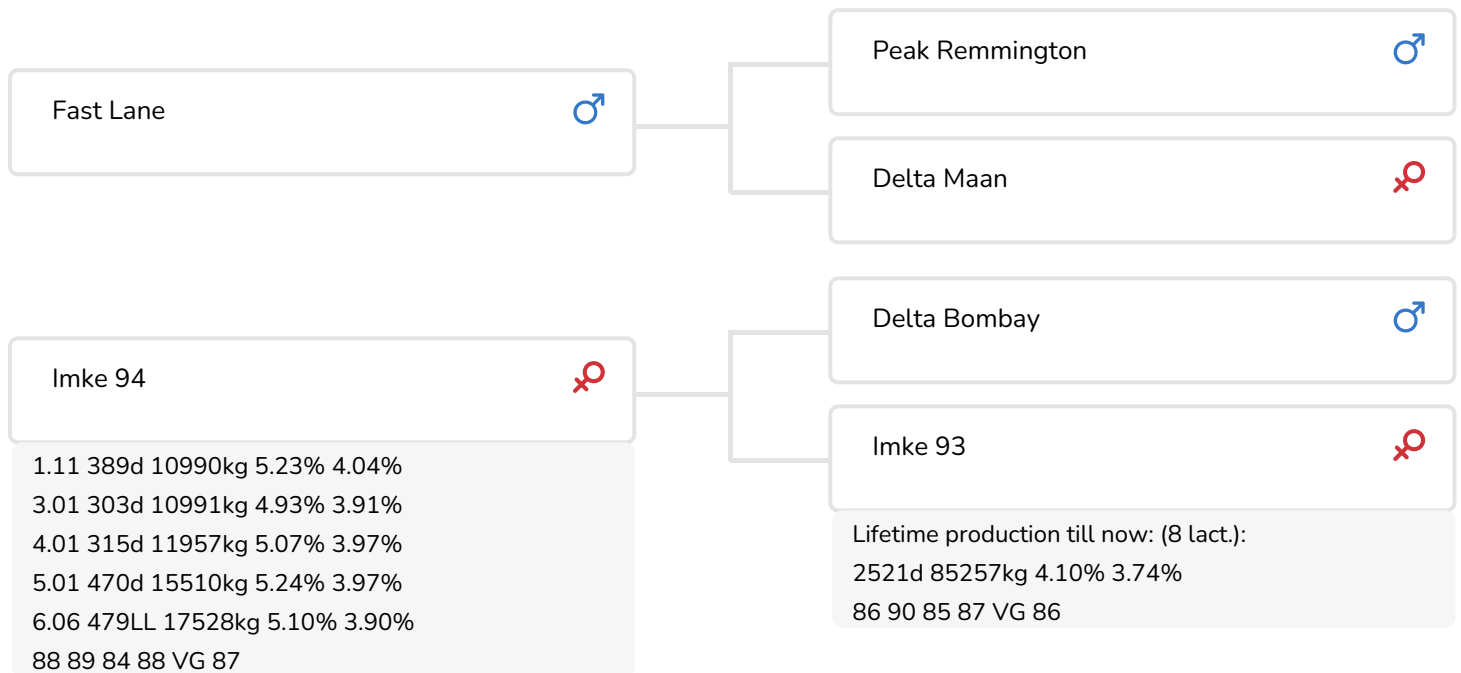 Fast Lane
Peak Remmington
Delta Maan
Imke 94
1.11 389d 10990kg 5.23% 4.04%
3.01 303d 10991kg 4.93% 3.91%
4.01 315d 11957kg 5.07% 3.97%
5.01 470d 15510kg 5.24% 3.97%
6.06 479LL 17528kg 5.10% 3.90%
88 89 84 88 VG 87
Delta Bombay
Imke 93
Lifetime production till now: (8 lact.):
2521d 85257kg 4.10% 3.74%
86 90 85 87 VG 86